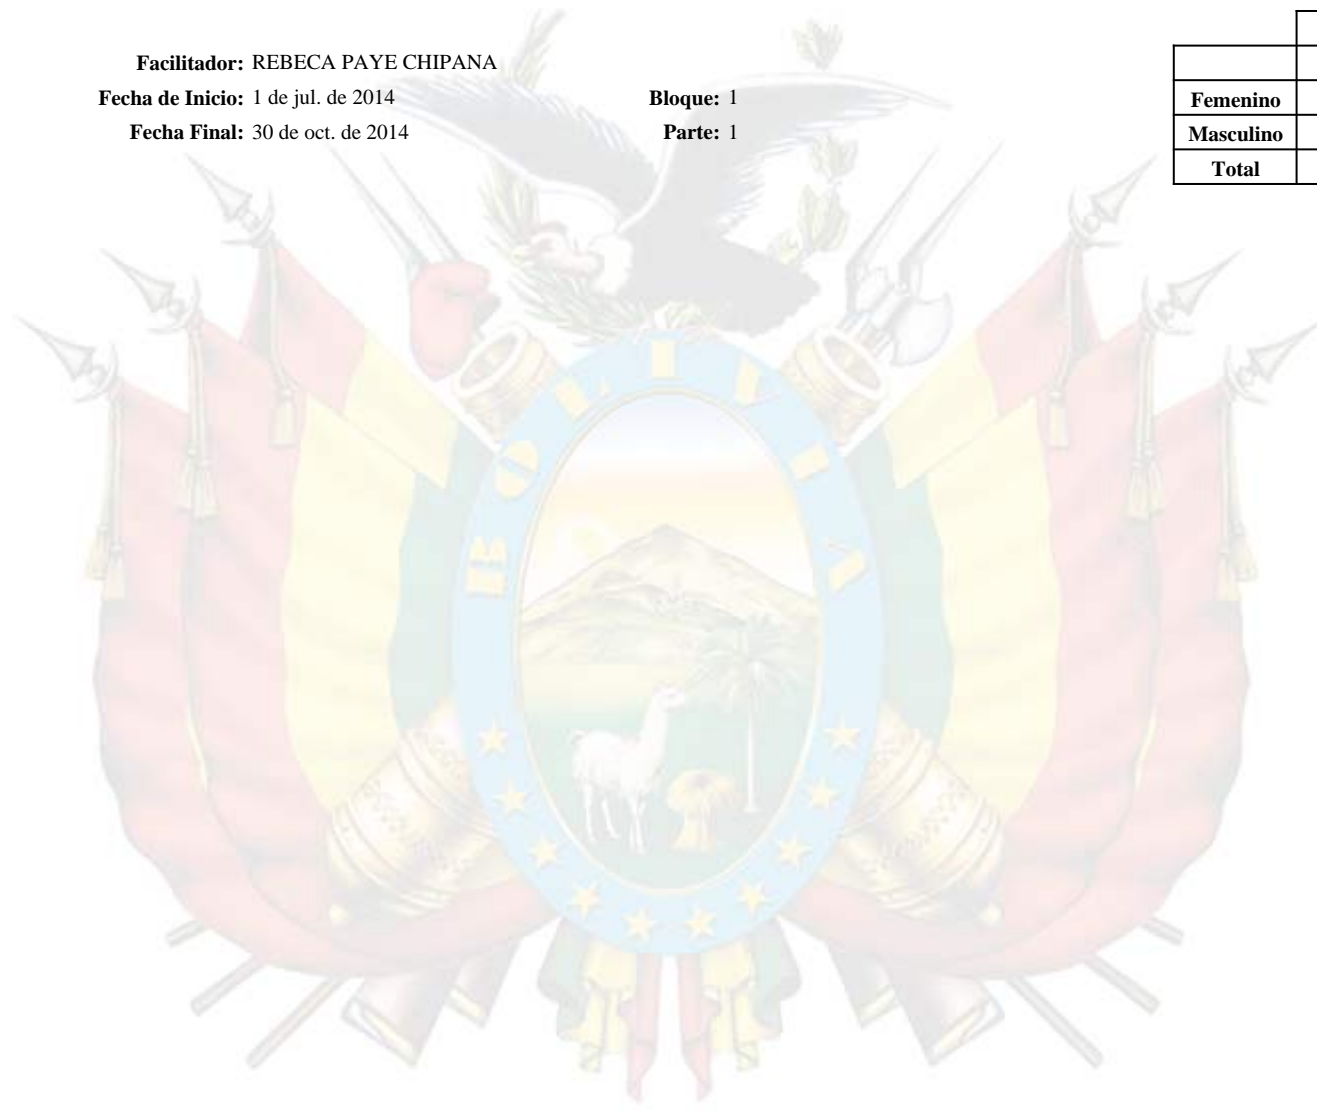 Facilitador: REBECA PAYE CHIPANA
Fecha de Inicio: 1 de jul. de 2014 Bloque: 1
Fecha Final: 30 de oct. de 2014 Parte: 1
Femenino
Masculino
Total
BOLIVIA